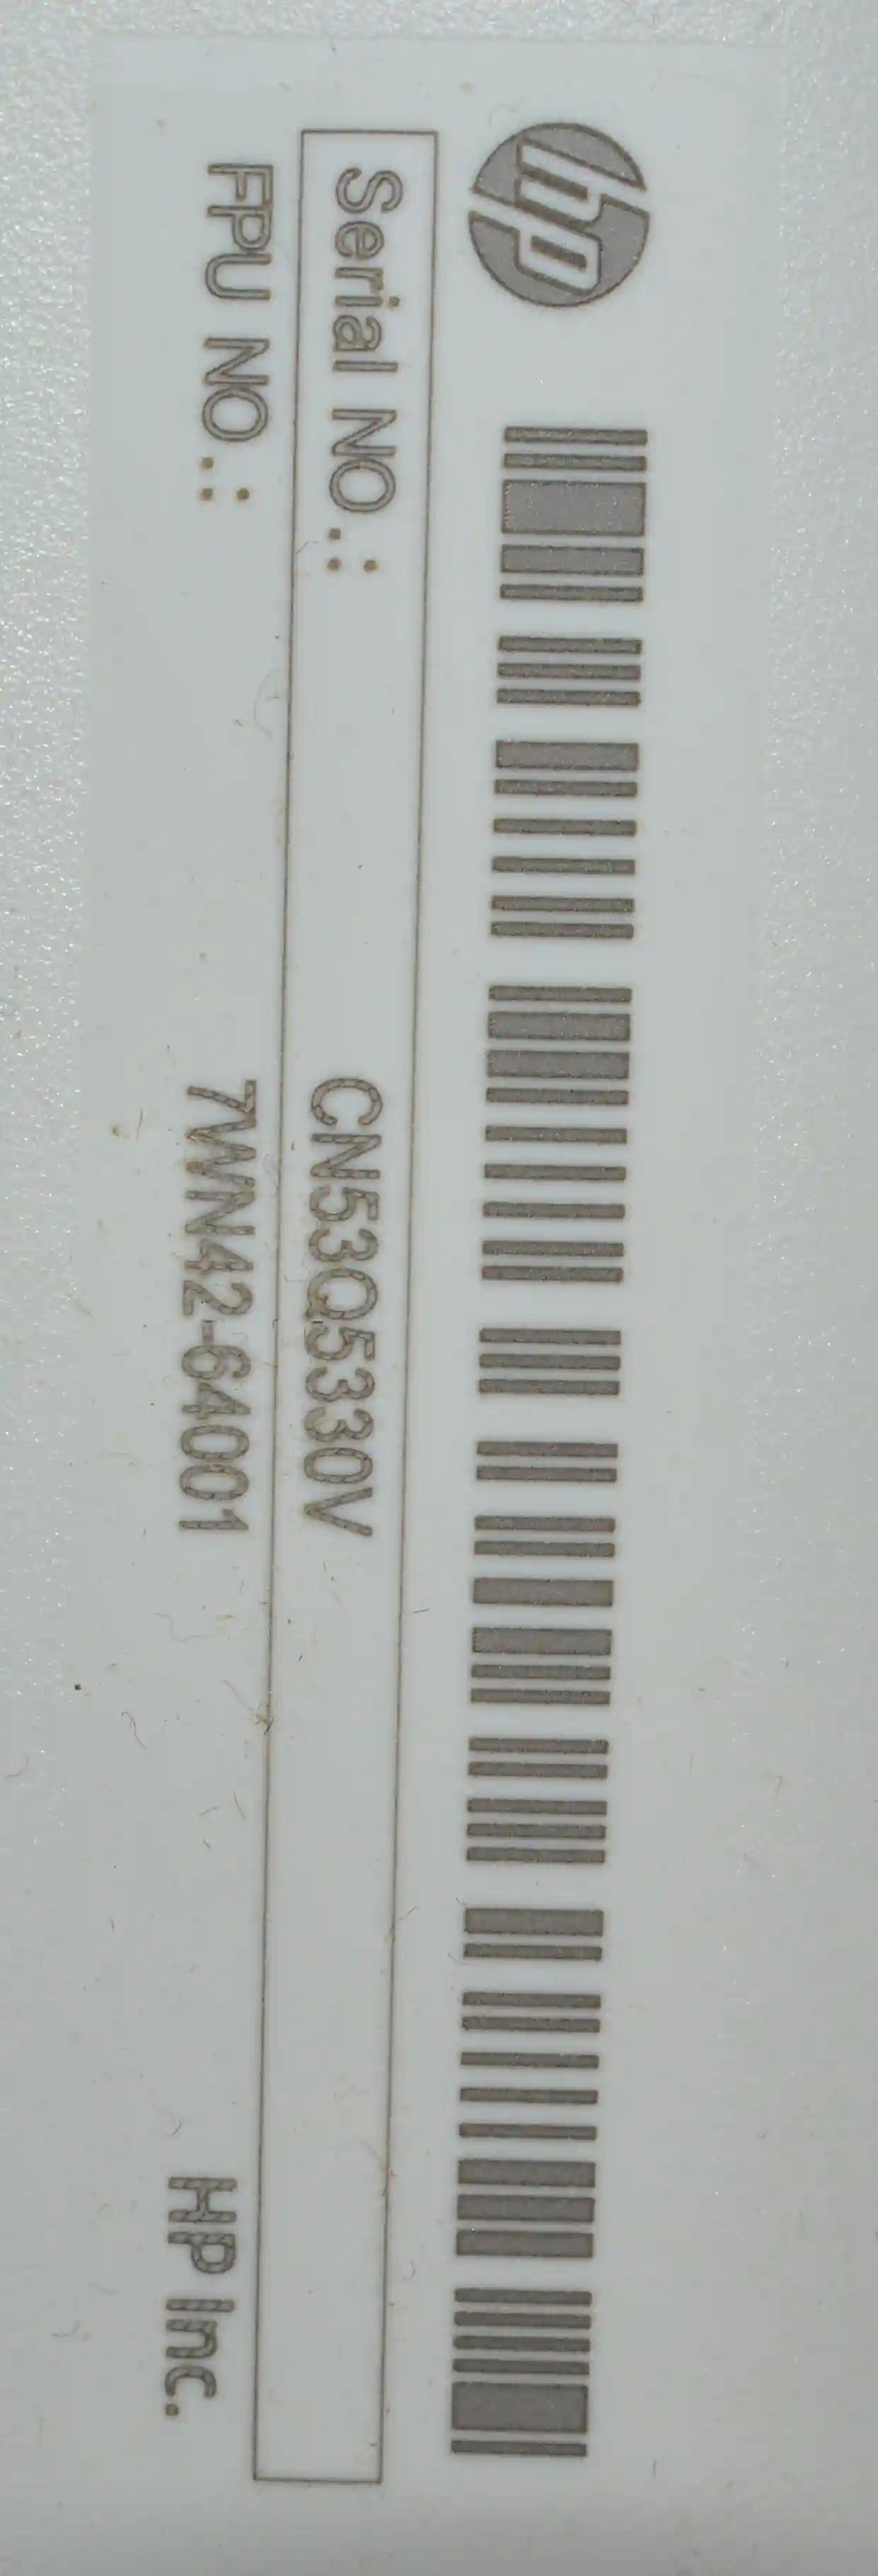 hp
Serial NO.: CN53Q5330V
FPU NO.: 7WN42-64001 HP Inc.